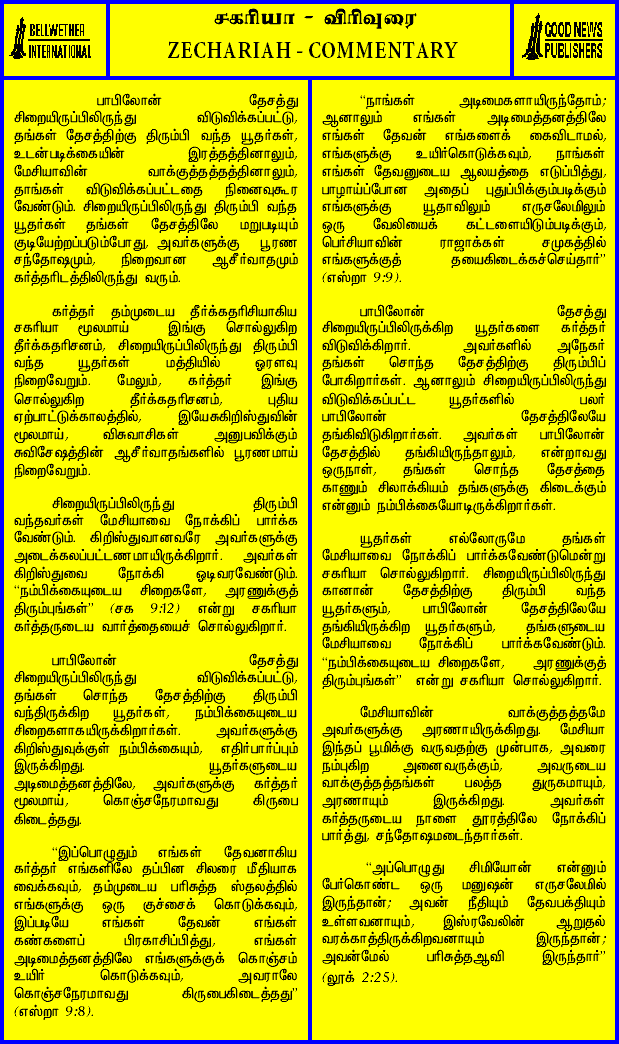 BELLWETHER
INTERNATIONAL
சகரியா - விரிவுரை
ZECHARIAH - COMMENTARY
GOOD NEWS
PUBLISHERS
பாபிலோன் தேசத்து
சிறையிருப்பிலிருந்து விடுவிக்கப்பட்டு,
தங்கள் தேசத்திற்கு திரும்பி வந்த யூதர்கள்,
உடன்படிக்கையின் இரத்தத்தினாலும்,
மேசியாவின் வாக்குத்தத்தத்தினாலும்,
தாங்கள் விடுவிக்கப்பட்டதை நினைவுகூர
வேண்டும். சிறையிருப்பிலிருந்து திரும்பி வந்த
யூதர்கள் தங்கள் தேசத்திலே மறுபடியும்
குடியேற்றப்படும்போது, அவர்களுக்கு பூரண
சந்தோஷமும், நிறைவான ஆசீர்வாதமும்
கர்த்தரிடத்திலிருந்து வரும்.
கர்த்தர் தம்முடைய தீர்க்கதரிசியாகிய
சகரியா மூலமாய் இங்கு சொல்லுகிற
தீர்க்கதரிசனம், சிறையிருப்பிலிருந்து திரும்பி
வந்த யூதர்கள் மத்தியில் ஓரளவு
நிறைவேறும். மேலும், கர்த்தர் இங்கு
சொல்லுகிற தீர்க்கதரிசனம், புதிய
ஏற்பாட்டுக்காலத்தில், இயேசுகிறிஸ்துவின்
மூலமாய், விசுவாசிகள் அனுபவிக்கும்
சுவிசேஷத்தின் ஆசீர்வாதங்களில் பூரணமாய்
நிறைவேறும்.
சிறையிருப்பிலிருந்து திரும்பி
வந்தவர்கள் மேசியாவை நோக்கிப் பார்க்க
வேண்டும். கிறிஸ்துவானவரே அவர்களுக்கு
அடைக்கலப்பட்டணமாயிருக்கிறார். அவர்கள்
கிறிஸ்துவை நோக்கி ஓடிவரவேண்டும்.
“நம்பிக்கையுடைய சிறைகளே, அரணுக்குத்
திரும்புங்கள்” (சக 9:12) என்று சகரியா
கர்த்தருடைய வார்த்தையைச் சொல்லுகிறார்.
பாபிலோன் தேசத்து
சிறையிருப்பிலிருந்து விடுவிக்கப்பட்டு,
தங்கள் சொந்த தேசத்திற்கு திரும்பி
வந்திருக்கிற யூதர்கள், நம்பிக்கையுடைய
சிறைகளாகயிருக்கிறார்கள். அவர்களுக்கு
கிறிஸ்துவுக்குள் நம்பிக்கையும், எதிர்பார்ப்பும்
இருக்கிறது. யூதர்களுடைய
அடிமைத்தனத்திலே, அவர்களுக்கு கர்த்தர்
மூலமாய், கொஞ்சநேரமாவது கிருபை
கிடைத்தது.
“இப்பொழுதும் எங்கள் தேவனாகிய
கர்த்தர் எங்களிலே தப்பின சிலரை மீதியாக
வைக்கவும், தம்முடைய பரிசுத்த ஸ்தலத்தில்
எங்களுக்கு ஒரு குச்சைக் கொடுக்கவும்,
இப்படியே எங்கள் தேவன் எங்கள்
கண்களைப் பிரகாசிப்பித்து, எங்கள்
அடிமைத்தனத்திலே எங்களுக்குக் கொஞ்சம்
உயிர் கொடுக்கவும், அவராலே
கொஞ்சநேரமாவது கிருபைகிடைத்தது”
(எஸ்றா 9:8).
“நாங்கள் அடிமைகளாயிருந்தோம்;
ஆனாலும் எங்கள் அடிமைத்தனத்திலே
எங்கள் தேவன் எங்களைக் கைவிடாமல்,
எங்களுக்கு உயிர்கொடுக்கவும், நாங்கள்
எங்கள் தேவனுடைய ஆலயத்தை எடுப்பித்து,
பாழாய்ப்போன அதைப் புதுப்பிக்கும்படிக்கும்
எங்களுக்கு யூதாவிலும் எருசலேமிலும்
ஒரு வேலியைக் கட்டளையிடும்படிக்கும்,
பெர்சியாவின் ராஜாக்கள் சமுகத்தில்
எங்களுக்குத் தயைகிடைக்கச்செய்தார்”
(எஸ்றா 9:9).
பாபிலோன் தேசத்து
சிறையிருப்பிலிருக்கிற யூதர்களை கர்த்தர்
விடுவிக்கிறார். அவர்களில் அநேகர்
தங்கள் சொந்த தேசத்திற்கு திரும்பிப்
போகிறார்கள். ஆனாலும் சிறையிருப்பிலிருந்து
விடுவிக்கப்பட்ட யூதர்களில் பலர்
பாபிலோன் தேசத்திலேயே
தங்கிவிடுகிறார்கள். அவர்கள் பாபிலோன்
தேசத்தில் தங்கியிருந்தாலும், என்றாவது
ஒருநாள், தங்கள் சொந்த தேசத்தை
காணும் சிலாக்கியம் தங்களுக்கு கிடைக்கும்
என்னும் நம்பிக்கையோடிருக்கிறார்கள்.
யூதர்கள் எல்லோருமே தங்கள்
மேசியாவை நோக்கிப் பார்க்கவேண்டுமென்று
சகரியா சொல்லுகிறார். சிறையிருப்பிலிருந்து
கானான் தேசத்திற்கு திரும்பி வந்த
யூதர்களும், பாபிலோன் தேசத்திலேயே
தங்கியிருக்கிற யூதர்களும், தங்களுடைய
மேசியாவை நோக்கிப் பார்க்கவேண்டும்.
“நம்பிக்கையுடைய சிறைகளே, அரணுக்குத்
திரும்புங்கள்” என்று சகரியா சொல்லுகிறார்.
மேசியாவின் வாக்குத்தத்தமே
அவர்களுக்கு அரணாயிருக்கிறது. மேசியா
இந்தப் பூமிக்கு வருவதற்கு முன்பாக, அவரை
நம்புகிற அனைவருக்கும், அவருடைய
வாக்குத்தத்தங்கள் பலத்த துருகமாயும்,
அரணாயும் இருக்கிறது. அவர்கள்
கர்த்தருடைய நாளை தூரத்திலே நோக்கிப்
பார்த்து, சந்தோஷமடைந்தார்கள்.
“அப்பொழுது சிமியோன் என்னும்
பேர்கொண்ட ஒரு மனுஷன் எருசலேமில்
இருந்தான்; அவன் நீதியும் தேவபக்தியும்
உள்ளவனாயும், இஸ்ரவேலின் ஆறுதல்
வரக்காத்திருக்கிறவனாயும் இருந்தான்;
அவன்மேல் பரிசுத்தஆவி இருந்தார்”
(லூக் 2:25).